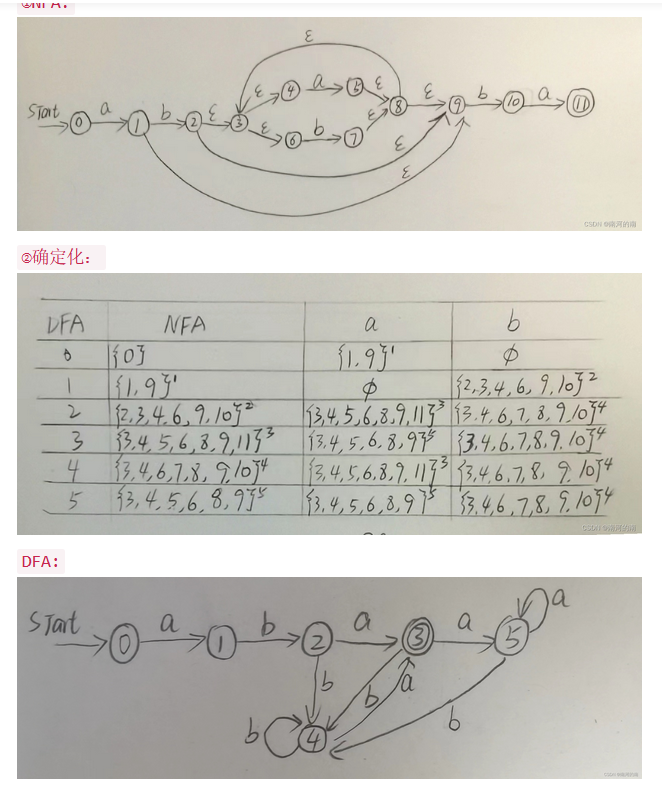 ①NFA:
ε
ε 4 a 5 ε
Start 0 a 1 b 2 ε 3 8 ε 9 b 10 a 11
ε 6 b 7 ε
ε
ε
CSDN @南河的南
②确定化:
DFA NFA a b
0 {0} {1,9}¹ φ
1 {1,9}¹ φ {2,3,4,6,9,10}²
2 {2,3,4,6,9,10}² {3,4,5,6,8,9,11}³ {3,4,6,7,8,9,10}⁴
3 {3,4,5,6,8,9,11}³ {3,4,5,6,8,9}⁵ {3,4,6,7,8,9,10}⁴
4 {3,4,6,7,8,9,10}⁴ {3,4,5,6,8,9,11}³ {3,4,6,7,8,9,10}⁴
5 {3,4,5,6,8,9}⁵ {3,4,5,6,8,9}⁵ {3,4,6,7,8,9,10}⁴
CSDN @南河的南
DFA:
a
Start 0 a 1 b 2 a 3 a 5
b b a b
b 4